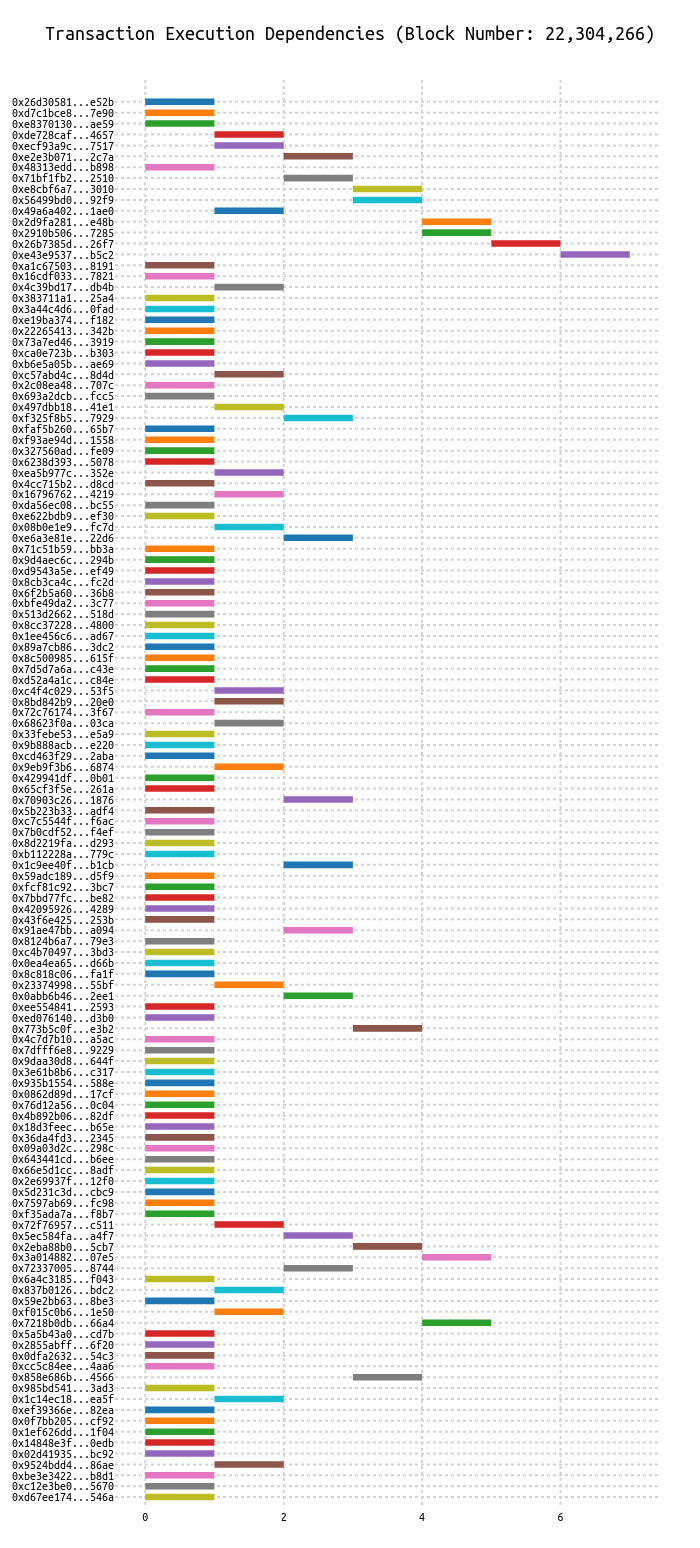 Transaction Execution Dependencies (Block Number: 22,304,266)
0x26d30581...e52b
0xd7c1bce8...7e90
0xe8370130...ae59
0xde728caf...4657
0xecf93a9c...7517
0xe2e3b071...2c7a
0x48313edd...b898
0x71bf1fb2...2510
0xe8cbf6a7...3010
0x56499bd0...92f9
0x49a6a402...1ae0
0x2d9fa281...e48b
0x2910b506...7285
0x26b7385d...26f7
0xe43e9537...b5c2
0xa1c67503...8191
0x16cdf033...7821
0x4c39bd17...db4b
0x383711a1...25a4
0x3a44c4d6...0fad
0xe19ba374...f182
0x22265413...342b
0x73a7ed46...3919
0xca0e723b...b303
0xb6e5a05b...ae69
0xc57abd4c...8d4d
0x2c08ea48...707c
0x693a2dcb...fcc5
0x497dbb18...41e1
0xf325f8b5...7929
0xfaf5b260...65b7
0xf93ae94d...1558
0x327560ad...fe09
0x6238d393...5078
0xea5b977c...352e
0x4cc715b2...d8cd
0x16796762...4219
0xda56ec08...bc55
0xe622bdb9...ef30
0x08b0e1e9...fc7d
0xe6a3e81e...22d6
0x71c51b59...bb3a
0x9d4aec6c...294b
0xd9543a5e...ef49
0x8cb3ca4c...fc2d
0x6f2b5a60...36b8
0xbfe49da2...3c77
0x513d2662...518d
0x8cc37228...4800
0x1ee456c6...ad67
0x89a7cb86...3dc2
0x8c500985...615f
0x7d5d7a6a...c43e
0xd52a4a1c...c84e
0xc4f4c029...53f5
0x8bd842b9...20e0
0x72c76174...3f67
0x68623f0a...03ca
0x33febe53...e5a9
0x9b888acb...e220
0xcd463f29...2aba
0x9eb9f3b6...6874
0x429941df...0b01
0x65cf3f5e...261a
0x70903c26...1876
0x5b223b33...adf4
0xc7c5544f...f6ac
0x7b0cdf52...f4ef
0x8d2219fa...d293
0xb112228a...779c
0x1c9ee40f...b1cb
0x59adc189...d5f9
0xfcf81c92...3bc7
0x7bbd77fc...be82
0x42095926...4289
0x43f6e425...253b
0x91ae47bb...a094
0x8124b6a7...79e3
0xc4b70497...3bd3
0x0ea4ea65...d66b
0x8c818c06...fa1f
0x23374998...55bf
0x0abb6b46...2ee1
0xee554841...2593
0xed076140...d3b0
0x773b5c0f...e3b2
0x4c7d7b10...a5ac
0x7dfff6e8...9229
0x9daa30d8...644f
0x3e61b8b6...c317
0x935b1554...588e
0x0862d89d...17cf
0x76d12a56...0c04
0x4b892b06...82df
0x18d3feec...b65e
0x36da4fd3...2345
0x09a03d2c...298c
0x643441cd...b6ee
0x66e5d1cc...8adf
0x2e69937f...12f0
0x5d231c3d...cbc9
0x7597ab69...fc98
0xf35ada7a...f8b7
0x72f76957...c511
0x5ec584fa...a4f7
0x2eba88b0...5cb7
0x3a014882...07e5
0x72337005...8744
0x6a4c3185...f043
0x837b0126...bdc2
0x59e2bb63...8be3
0xf015c0b6...1e50
0x7218b0db...66a4
0x5a5b43a0...cd7b
0x2855abff...6f20
0x0dfa2632...54c3
0xcc5c84ee...4aa6
0x858e686b...4566
0x985bd541...3ad3
0x1c14ec18...ea5f
0xef39366e...82ea
0x0f7bb205...cf92
0x1ef626dd...1f04
0x14848e3f...0edb
0x02d41935...bc92
0x9524bdd4...86ae
0xbe3e3422...b8d1
0xc12e3be0...5670
0xd67ee174...546a
0 2 4 6